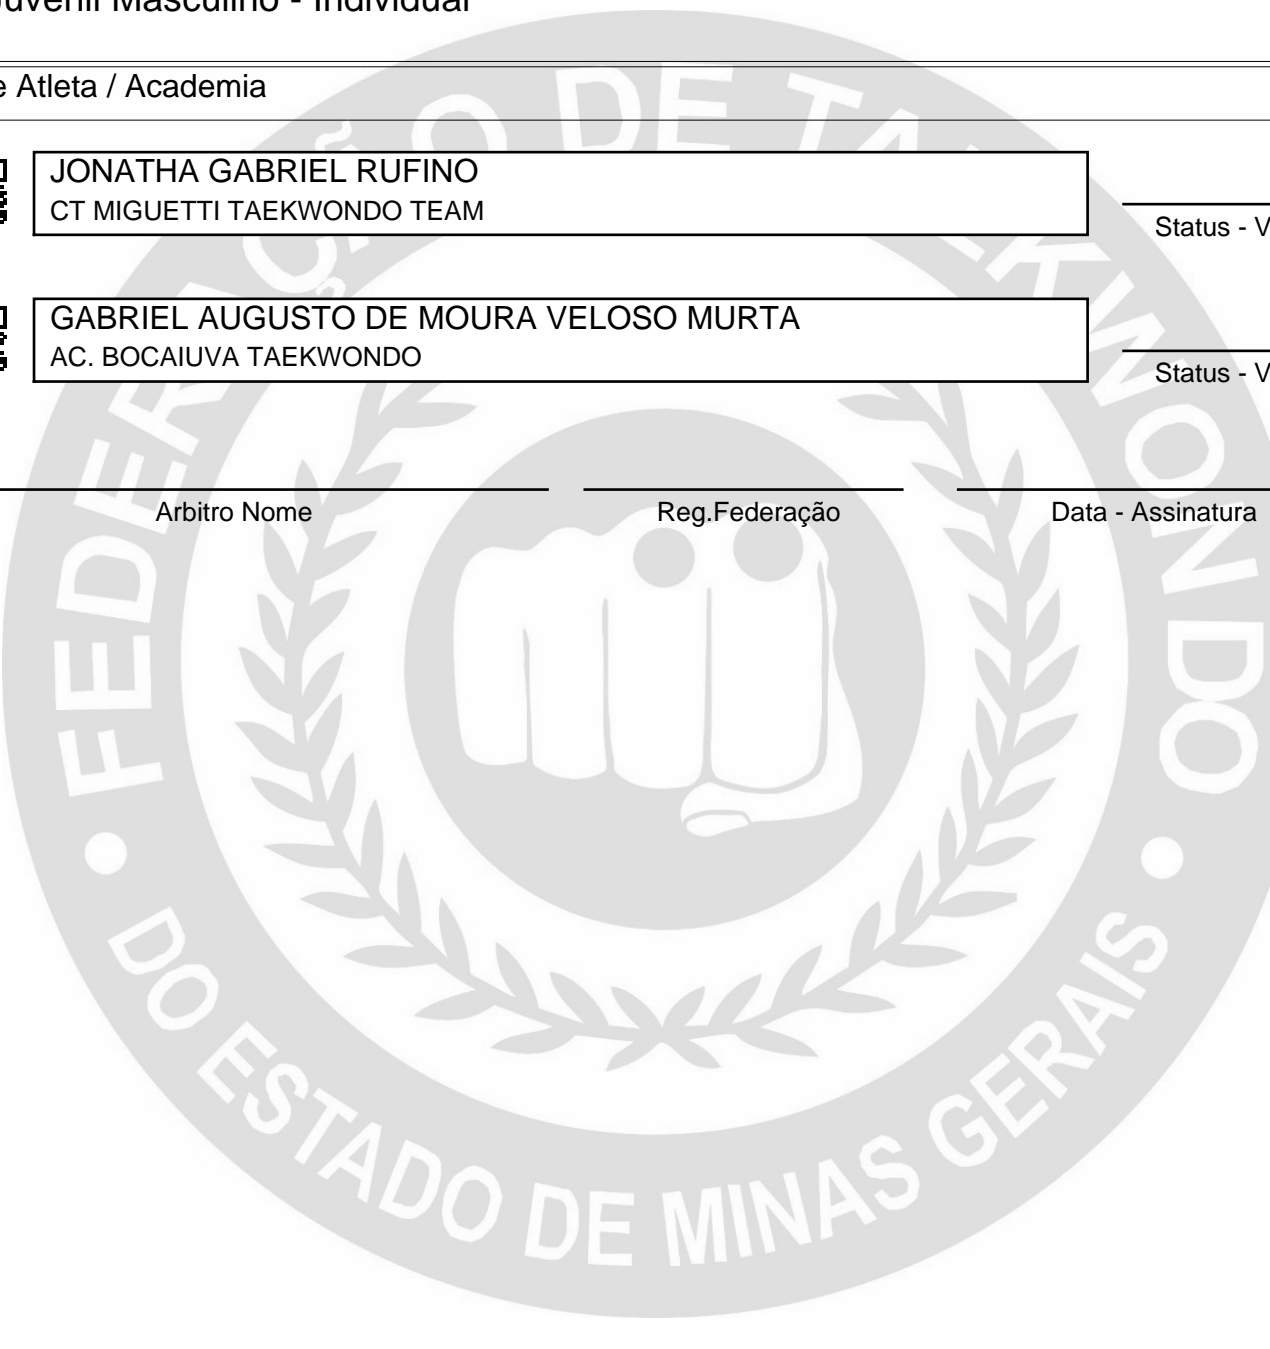 Juvenil Masculino - Individual
e Atleta / Academia
JONATHA GABRIEL RUFINO
CT MIGUETTI TAEKWONDO TEAM
Status - V
GABRIEL AUGUSTO DE MOURA VELOSO MURTA
AC. BOCAIUVA TAEKWONDO
Status - V
Arbitro Nome
Reg.Federação
Data - Assinatura
FEDERAÇÃO DE TAEKWONDO
DO ESTADO DE MINAS GERAIS